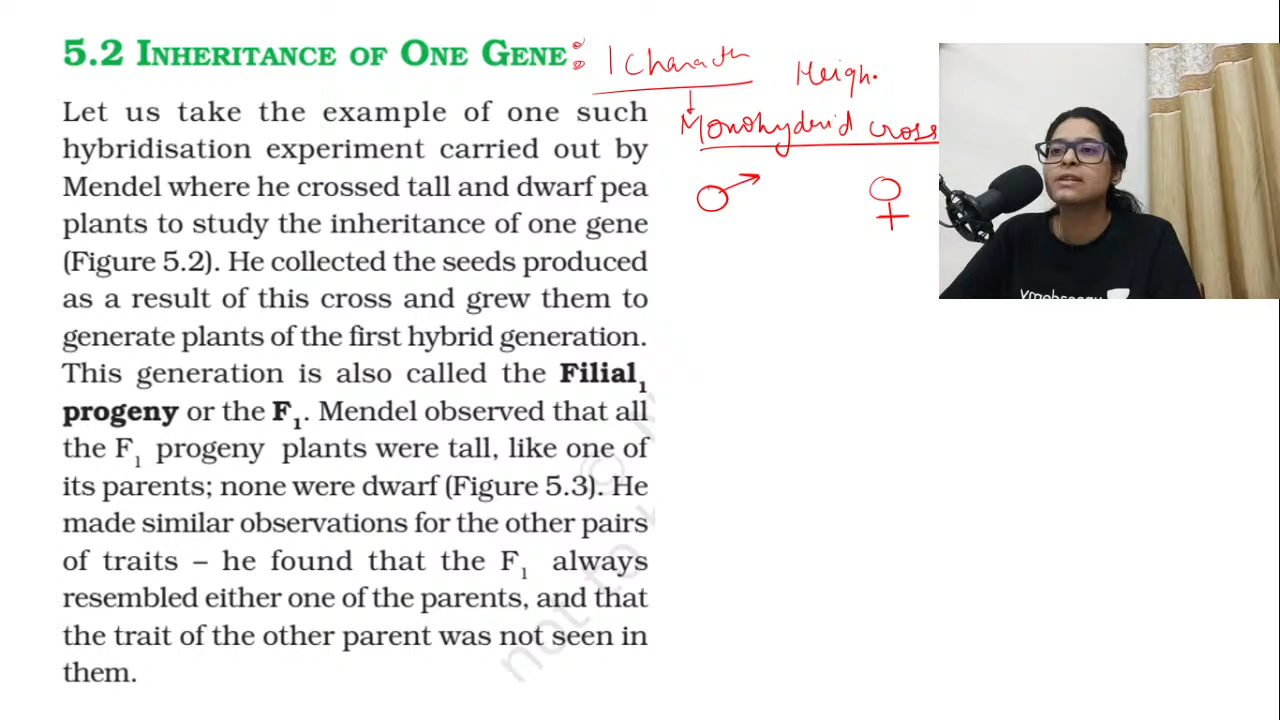 5.2 INHERITANCE OF ONE GENE :
1 Character
Heigh.
Monohybrid cross
Let us take the example of one such
hybridisation experiment carried out by
Mendel where he crossed tall and dwarf pea
plants to study the inheritance of one gene
(Figure 5.2). He collected the seeds produced
as a result of this cross and grew them to
generate plants of the first hybrid generation.
This generation is also called the Filial₁
progeny or the F₁. Mendel observed that all
the F₁ progeny plants were tall, like one of
its parents; none were dwarf (Figure 5.3). He
made similar observations for the other pairs
of traits – he found that the F₁ always
resembled either one of the parents, and that
the trait of the other parent was not seen in
them.
♂ ♀